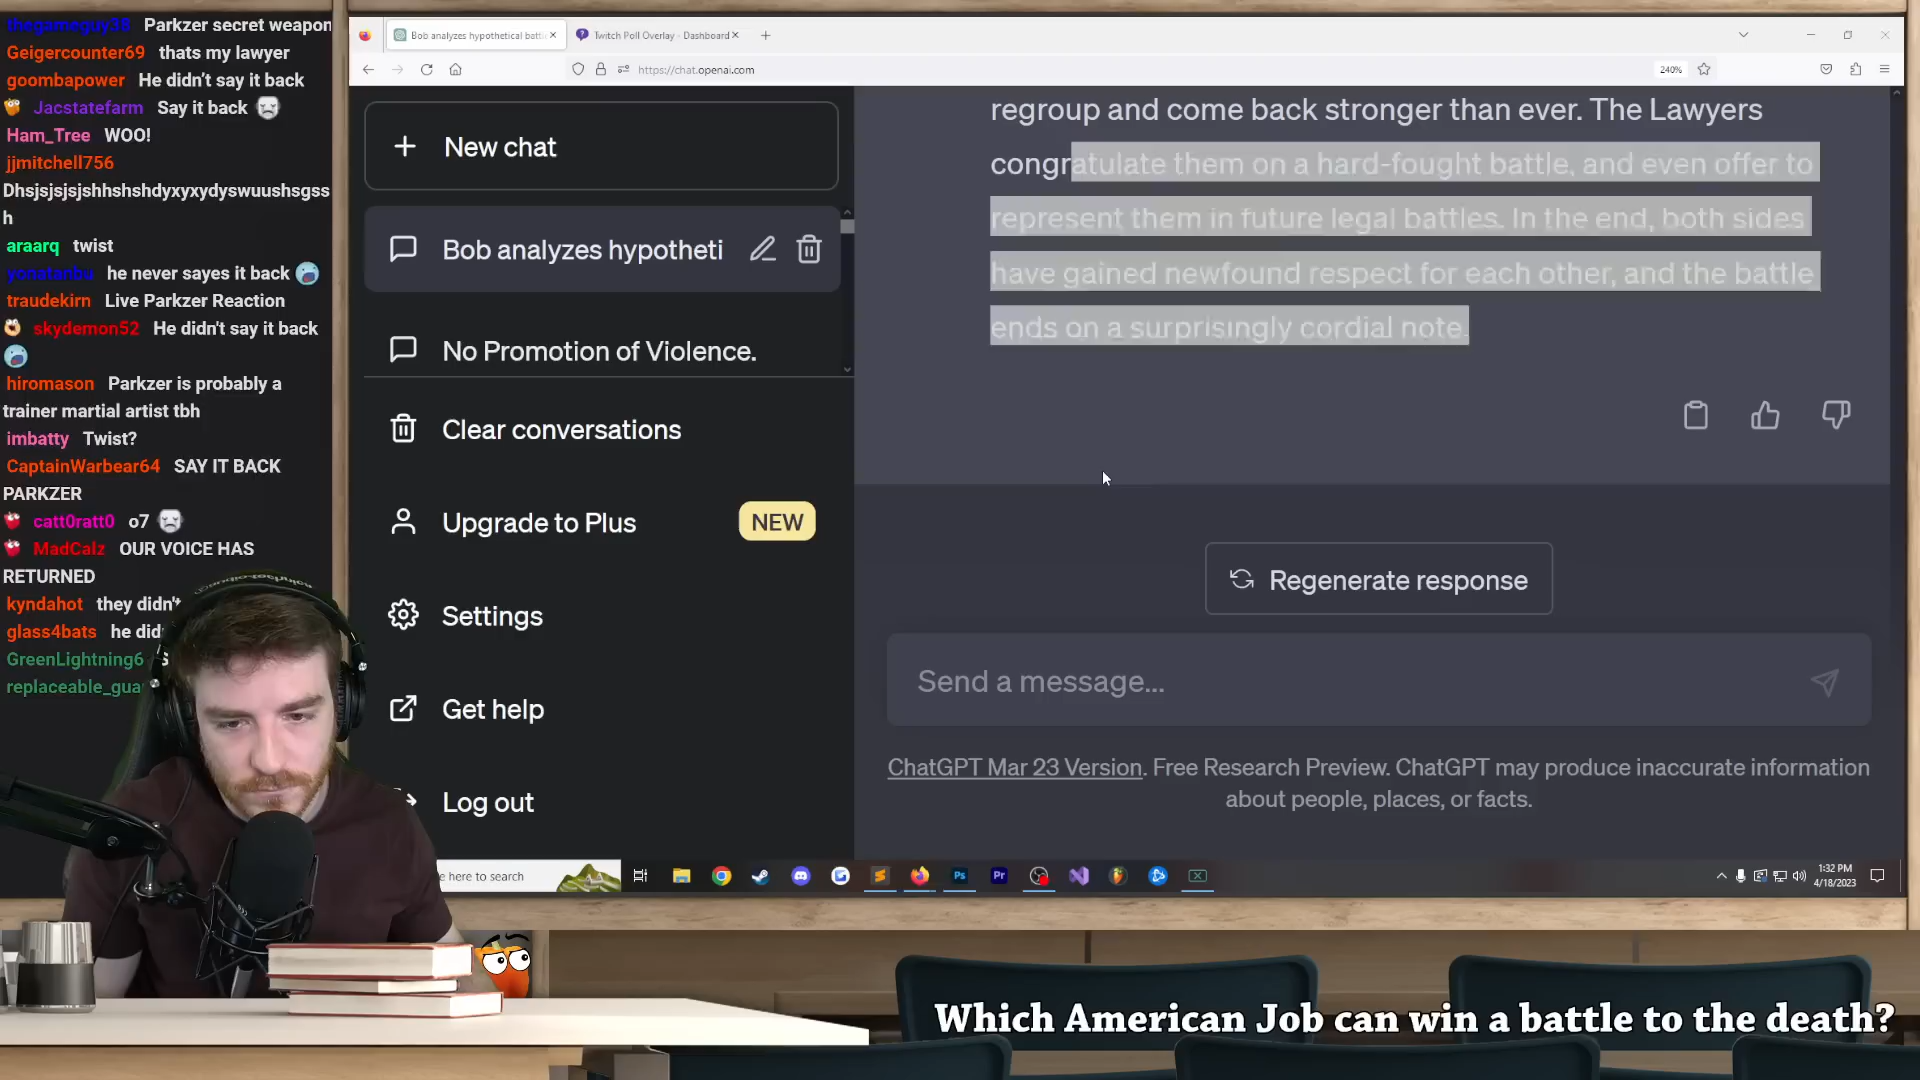 thegameguy38 Parkzer secret weapon
Geigercounter69 thats my lawyer
goombapower He didn't say it back
Jacstatefarm Say it back
Ham_Tree WOO!
jjmitchell756
Dhsjsjsjsjshhshshdyxyxydyswuushsgss
h
araarq twist
yonatanbu he never sayes it back
traudekirn Live Parkzer Reaction
skydemon52 He didn't say it back
hiromason Parkzer is probably a
trainer martial artist tbh
imbatty Twist?
CaptainWarbear64 SAY IT BACK
PARKZER
catt0ratt0 o7
MadCalz OUR VOICE HAS
RETURNED
kyndahot they didn't
glass4bats he did
GreenLightning6
replaceable_gua
Bob analyzes hypothetical battl
Twitch Poll Overlay - Dashboard
https://chat.openai.com
240%
New chat
Bob analyzes hypotheti
No Promotion of Violence.
Clear conversations
Upgrade to Plus NEW
Settings
Get help
Log out
regroup and come back stronger than ever. The Lawyers
congratulate them on a hard-fought battle, and even offer to
represent them in future legal battles. In the end, both sides
have gained newfound respect for each other, and the battle
ends on a surprisingly cordial note.
Regenerate response
Send a message...
ChatGPT Mar 23 Version. Free Research Preview. ChatGPT may produce inaccurate information
about people, places, or facts.
e here to search
Ps
Pr
1:32 PM
4/18/2023
Which American Job can win a battle to the death?